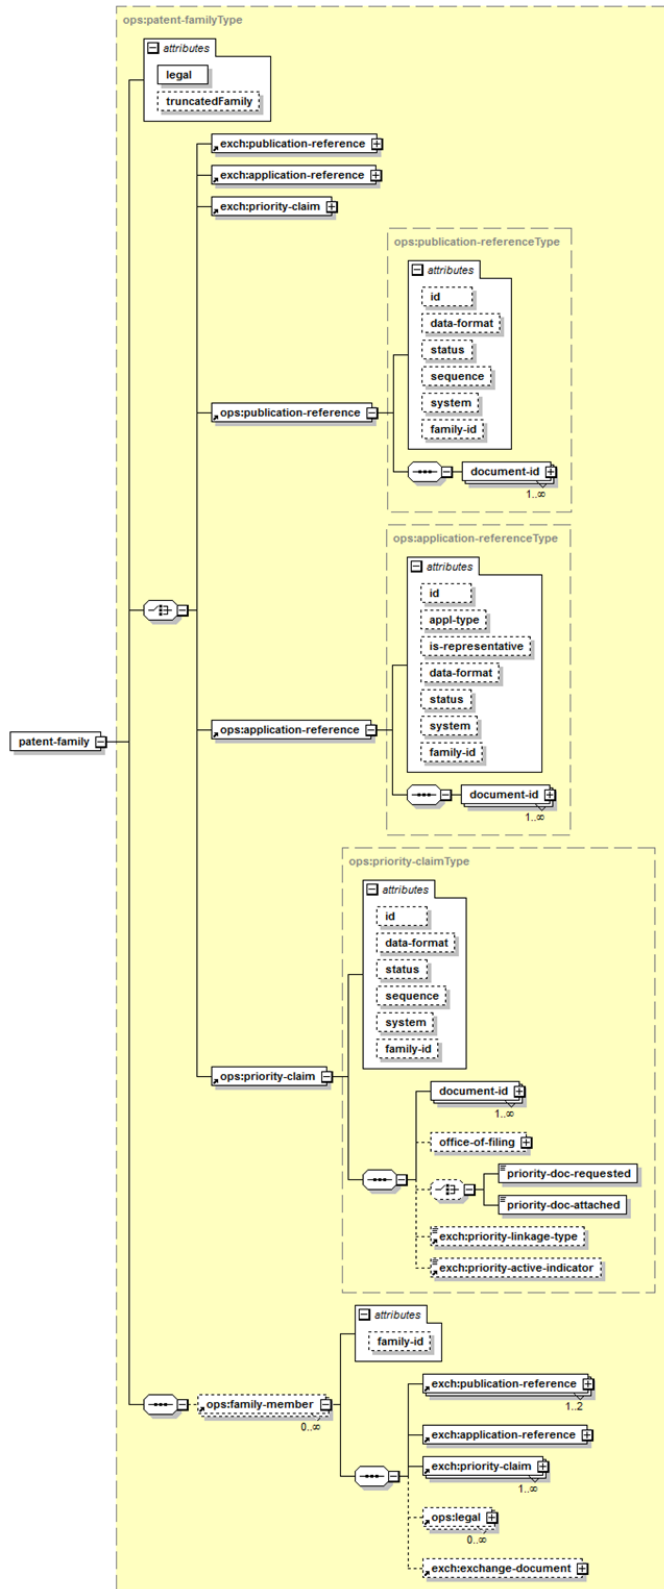 ops:patent-familyType
attributes
legal
truncatedFamily
exch:publication-reference
exch:application-reference
exch:priority-claim
ops:publication-referenceType
attributes
id
data-format
status
sequence
system
family-id
ops:publication-reference
document-id
1..∞
ops:application-referenceType
attributes
id
appl-type
is-representative
data-format
status
system
family-id
ops:application-reference
document-id
1..∞
patent-family
ops:priority-claimType
attributes
id
data-format
status
sequence
system
family-id
ops:priority-claim
document-id
1..∞
office-of-filing
priority-doc-requested
priority-doc-attached
exch:priority-linkage-type
exch:priority-active-indicator
attributes
family-id
ops:family-member
0..∞
exch:publication-reference
1..2
exch:application-reference
exch:priority-claim
1..∞
ops:legal
0..∞
exch:exchange-document